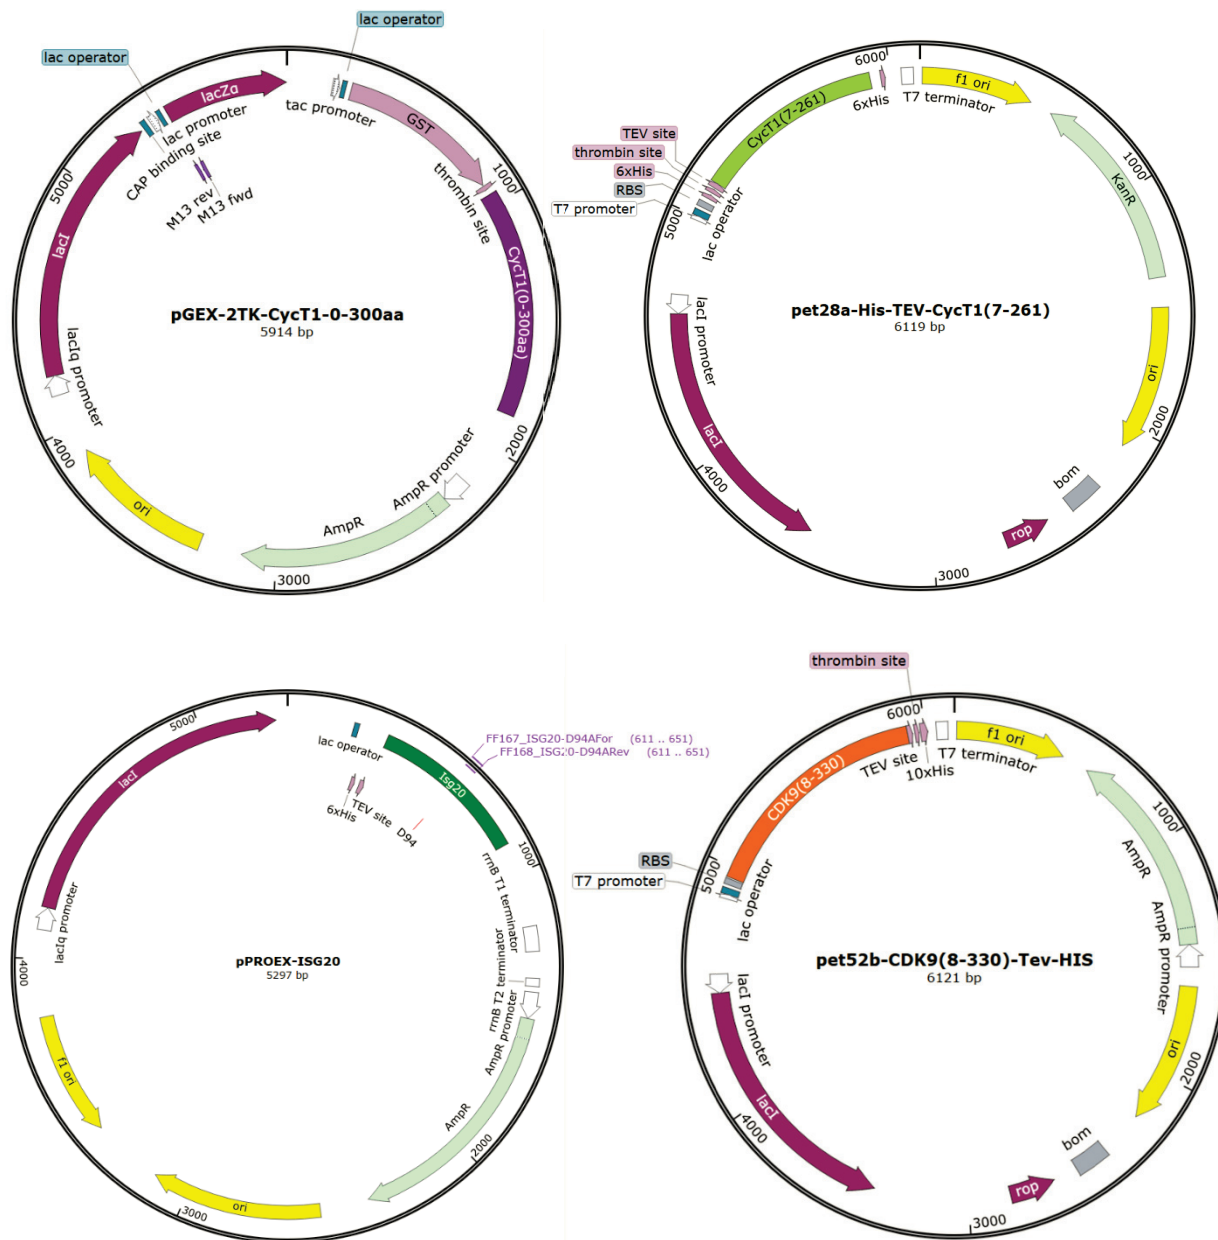 lac operator
lac operator
lacZα
tac promoter
GST
lac promoter
CAP binding site
M13 rev
M13 fwd
thrombin site
1000
5000
lacI
CycT1(0-300aa)
pGEX-2TK-CycT1-0-300aa
5914 bp
lacIq promoter
4000
2000
AmpR promoter
ori
AmpR
3000
6000
f1 ori
6xHis
T7 terminator
CycT1(7-261)
TEV site
thrombin site
6xHis
RBS
T7 promoter
5000
lac operator
1000
KanR
pet28a-His-TEV-CycT1(7-261)
6119 bp
lacI promoter
lacI
ori
4000
2000
bom
rop
3000
5000
lac operator
FF167_ISG20-D94AFor (611 .. 651)
FF168_ISG20-D94ARev (611 .. 651)
Isg20
lacI
6xHis
TEV site
D94
1000
rrnB T1 terminator
lacIq promoter
4000
pPROEX-ISG20
5297 bp
rrnB T2 terminator
AmpR promoter
f1 ori
AmpR
2000
ori
3000
thrombin site
6000
f1 ori
TEV site
T7 terminator
10xHis
CDK9(8-330)
1000
AmpR
RBS
5000
T7 promoter
lac operator
AmpR promoter
pet52b-CDK9(8-330)-Tev-HIS
6121 bp
lacI promoter
lacI
ori
2000
4000
bom
rop
3000